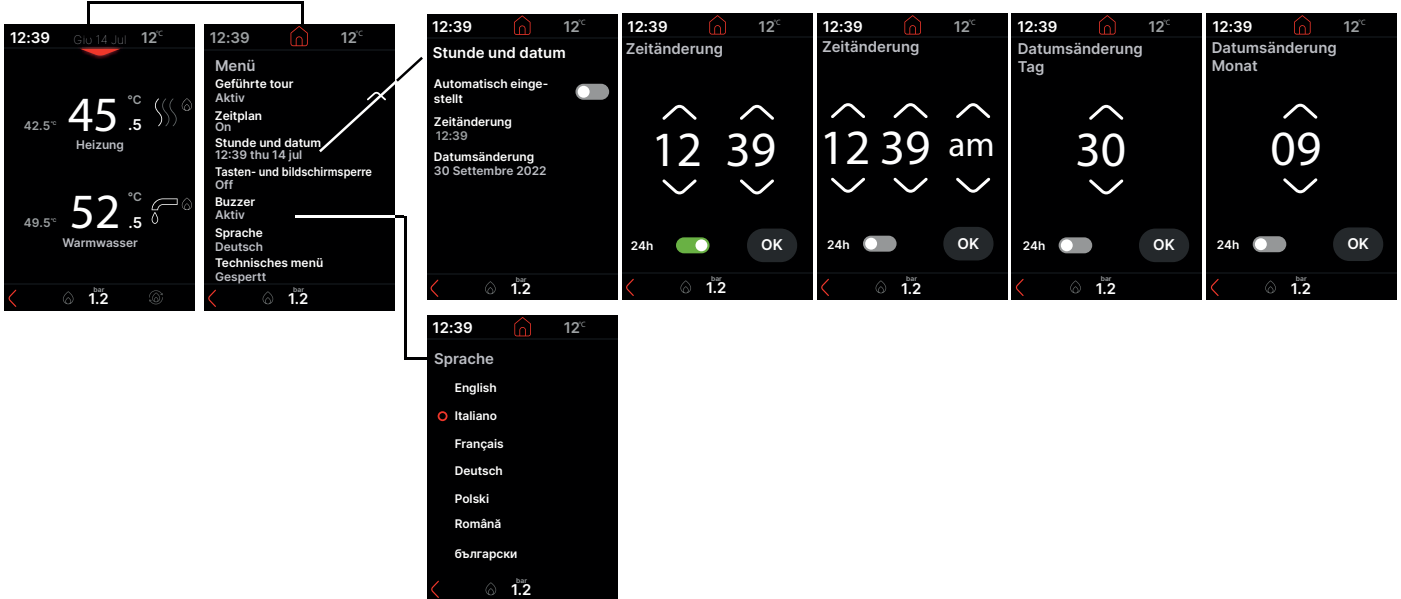 12:39 Giu 14 Jul 12°C
42.5°C 45 °C .5
Heizung
49.5°C 52 °C .5
Warmwasser
bar
1.2
12:39 12°C
Menü
Geführte tour
Aktiv
Zeitplan
On
Stunde und datum
12:39 thu 14 jul
Tasten- und bildschirmsperre
Off
Buzzer
Aktiv
Sprache
Deutsch
Technisches menü
Gespertt
bar
1.2
12:39 12°C
Stunde und datum
Automatisch einge-
stellt
Zeitänderung
12:39
Datumsänderung
30 Settembre 2022
bar
1.2
12:39 12°C
Zeitänderung
12 39
24h OK
bar
1.2
12:39 12°C
Zeitänderung
12 39 am
24h OK
bar
1.2
12:39 12°C
Datumsänderung
Tag
30
24h OK
bar
1.2
12:39 12°C
Datumsänderung
Monat
09
24h OK
bar
1.2
12:39 12°C
Sprache
English
Italiano
Français
Deutsch
Polski
Română
български
bar
1.2